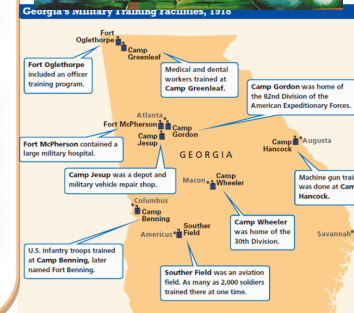 Georgia's Military Training Facilities, 1918
Fort
Oglethorpe
Camp
Greenleaf
Fort Oglethorpe
included an officer
training program.
Medical and dental
workers trained at
Camp Greenleaf.
Camp Gordon was home of
the 82nd Division of the
American Expeditionary Forces.
Atlanta
Fort McPherson
Camp
Gordon
Camp
Jesup
Fort McPherson contained a
large military hospital.
GEORGIA
Camp
Hancock
Augusta
Camp Jesup was a depot and
military vehicle repair shop.
Macon
Camp
Wheeler
Machine gun trai
was done at Cam
Hancock.
Columbus
Camp
Benning
Souther
Field
Americus
Camp Wheeler
was home of the
30th Division.
Savannah
U.S. infantry troops trained
at Camp Benning, later
named Fort Benning.
Souther Field was an aviation
field. As many as 2,000 soldiers
trained there at one time.